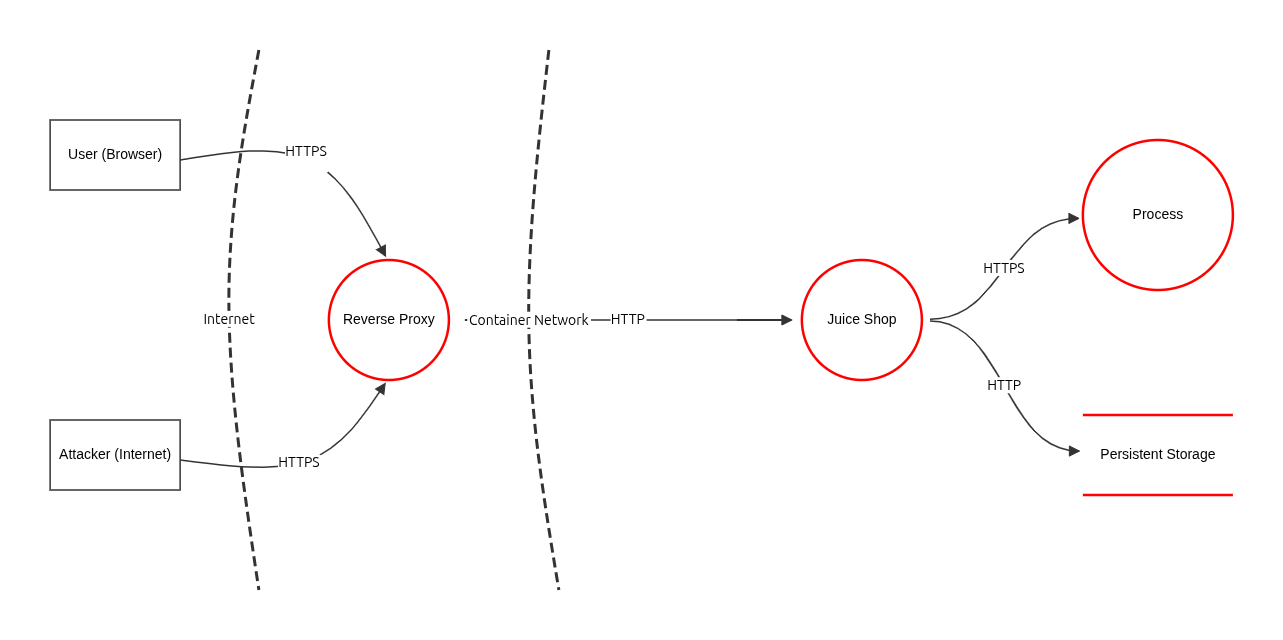 User (Browser)
HTTPS
Internet
Reverse Proxy
Attacker (Internet)
HTTPS
Container Network
HTTP
Juice Shop
HTTPS
Process
HTTP
Persistent Storage